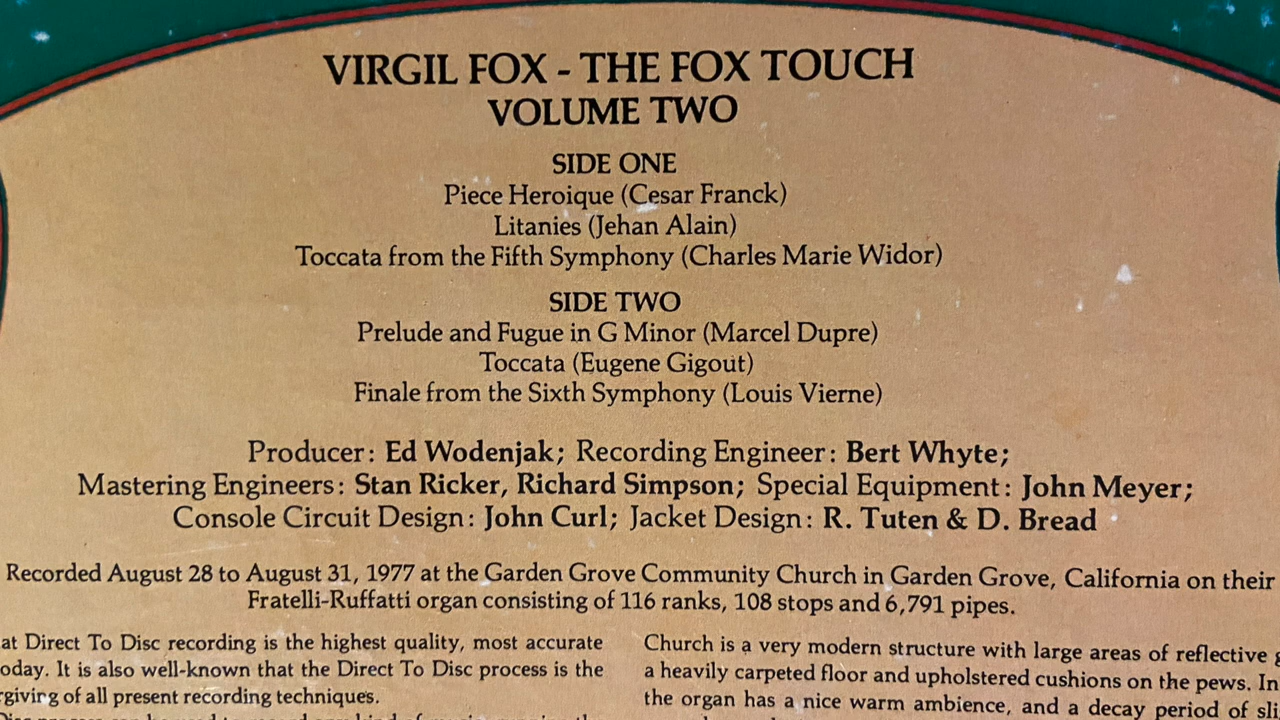 VIRGIL FOX - THE FOX TOUCH
VOLUME TWO
SIDE ONE
Piece Heroique (Cesar Franck)
Litanies (Jehan Alain)
Toccata from the Fifth Symphony (Charles Marie Widor)
SIDE TWO
Prelude and Fugue in G Minor (Marcel Dupre)
Toccata (Eugene Gigout)
Finale from the Sixth Symphony (Louis Vierne)
Producer: Ed Wodenjak; Recording Engineer: Bert Whyte;
Mastering Engineers: Stan Ricker, Richard Simpson; Special Equipment: John Meyer;
Console Circuit Design: John Curl; Jacket Design: R. Tuten & D. Bread
Recorded August 28 to August 31, 1977 at the Garden Grove Community Church in Garden Grove, California on their
Fratelli-Ruffatti organ consisting of 116 ranks, 108 stops and 6,791 pipes.
at Direct To Disc recording is the highest quality, most accurate
It is also well-known that the Direct To Disc process is the
of all present recording techniques.
Church is a very modern structure with large areas of reflective
a heavily carpeted floor and upholstered cushions on the pews. In
the organ has a nice warm ambience, and a decay period of